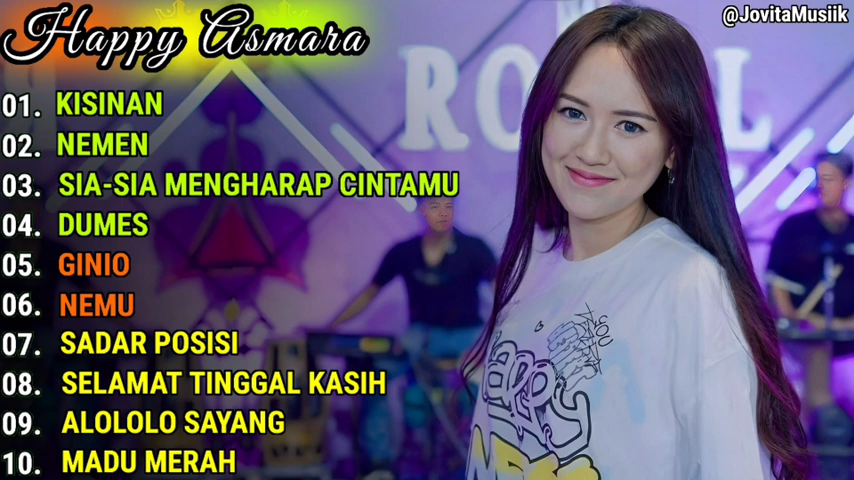 Happy Asmara
@JovitaMusiik
01. KISINAN
02. NEMEN
03. SIA-SIA MENGHARAP CINTAMU
04. DUMES
05. GINIO
06. NEMU
07. SADAR POSISI
08. SELAMAT TINGGAL KASIH
09. ALOLOLO SAYANG
10. MADU MERAH